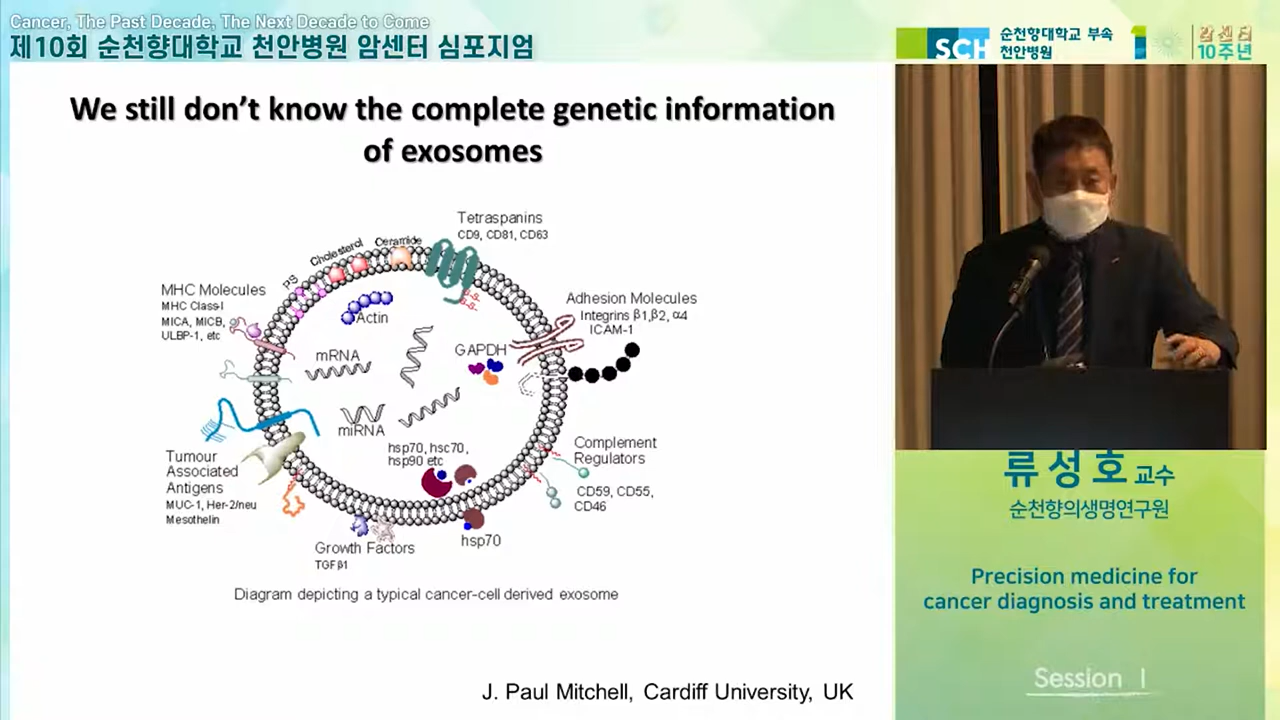 Cancer, The Past Decade, The Next Decade to Come
제10회 순천향대학교 천안병원 암센터 심포지엄
SCH
순천향대학교 부속
천안병원
1
암센터
10주년
We still don't know the complete genetic information
of exosomes
Tetraspanins
CD9, CD81, CD63
Ceramide
Cholesterol
PS
MHC Molecules
MHC Class-I
MICA, MICB,
ULBP-1, etc
Actin
Adhesion Molecules
Integrins β1,β2, α4
ICAM-1
mRNA
GAPDH
miRNA
hsp70, hsc70,
hsp90 etc
Tumour
Associated
Antigens
MUC-1, Her-2/neu
Mesothelin
Complement
Regulators
CD59, CD55,
CD46
hsp70
Growth Factors
TGFβ1
Diagram depicting a typical cancer-cell derived exosome
J. Paul Mitchell, Cardiff University, UK
류성호 교수
순천향의생명연구원
Precision medicine for
cancer diagnosis and treatment
Session I